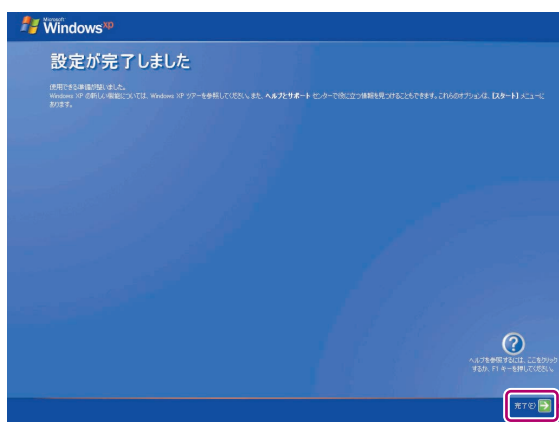 Microsoft
Windows xp
設定が完了しました
使用できる準備が整いました。
Windows XP の新しい機能については、Windows XP ツアーを参照してください。また、ヘルプとサポート センターで役に立つ情報を見つけることもできます。これらのオプションは、[スタート] メニューに
あります。
ヘルプを参照するには、ここをクリック
するか、F1 キーを押してください。
完了(F)